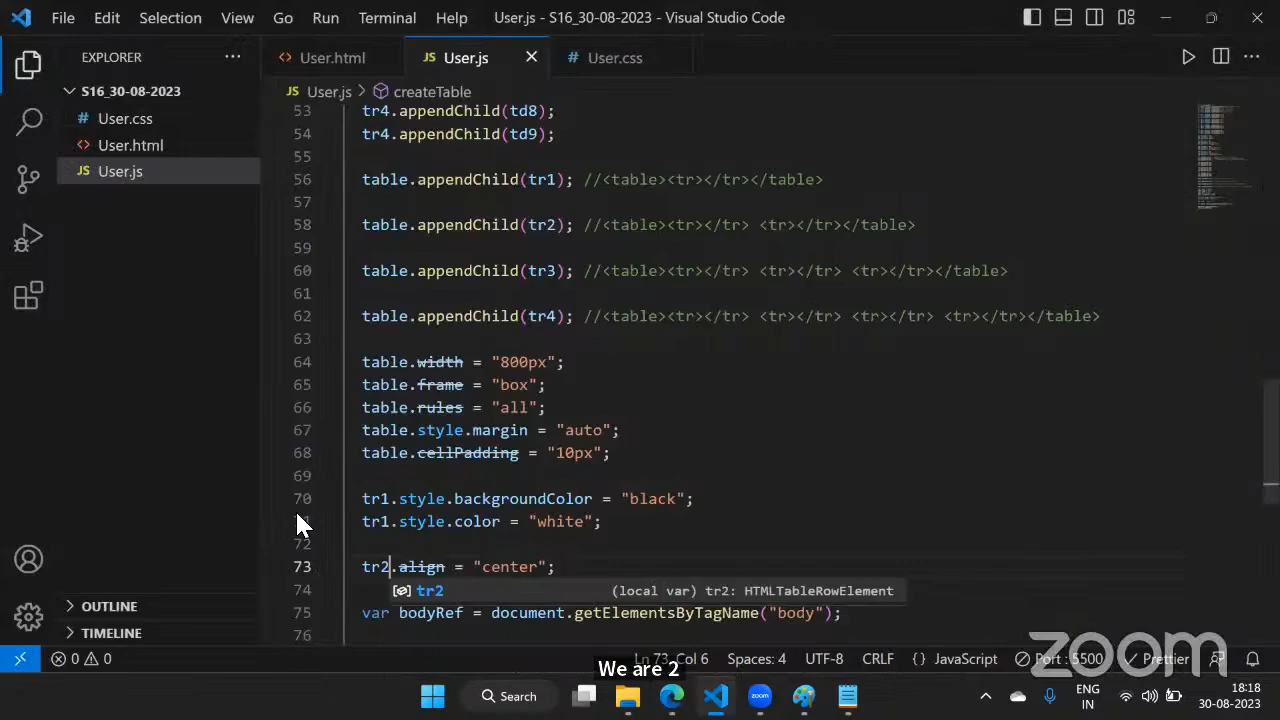 File Edit Selection View Go Run Terminal Help User.js - S16_30-08-2023 - Visual Studio Code
EXPLORER ···
User.html JS User.js # User.css
S16_30-08-2023
JS User.js > createTable
# User.css
<> User.html
JS User.js
53 tr4.appendChild(td8);
54 tr4.appendChild(td9);
55
56 table.appendChild(tr1); //<table><tr></tr></table>
57
58 table.appendChild(tr2); //<table><tr></tr> <tr></tr></table>
59
60 table.appendChild(tr3); //<table><tr></tr> <tr></tr> <tr></tr></table>
61
62 table.appendChild(tr4); //<table><tr></tr> <tr></tr> <tr></tr> <tr></tr></table>
63
64 table.width = "800px";
65 table.frame = "box";
66 table.rules = "all";
67 table.style.margin = "auto";
68 table.cellPadding = "10px";
69
70 tr1.style.backgroundColor = "black";
tr1.style.color = "white";
72
73 tr2.align = "center";
74 tr2 (local var) tr2: HTMLTableRowElement
75 var bodyRef = document.getElementsByTagName("body");
76
OUTLINE
TIMELINE
zoom
0 0 Ln 73, Col 6 Spaces: 4 UTF-8 CRLF {} JavaScript Port : 5500 Prettier
We are 2
Search
zoom
ENG
IN
18:18
30-08-2023